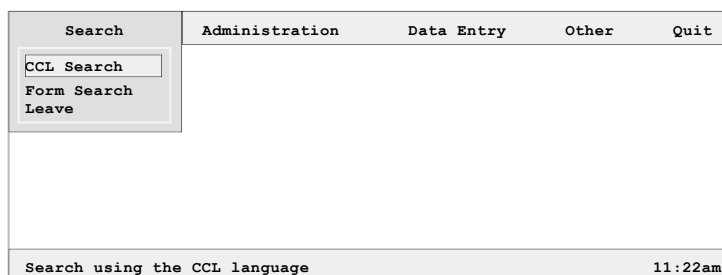 Search Administration Data Entry Other Quit
CCL Search
Form Search
Leave
Search using the CCL language 11:22am